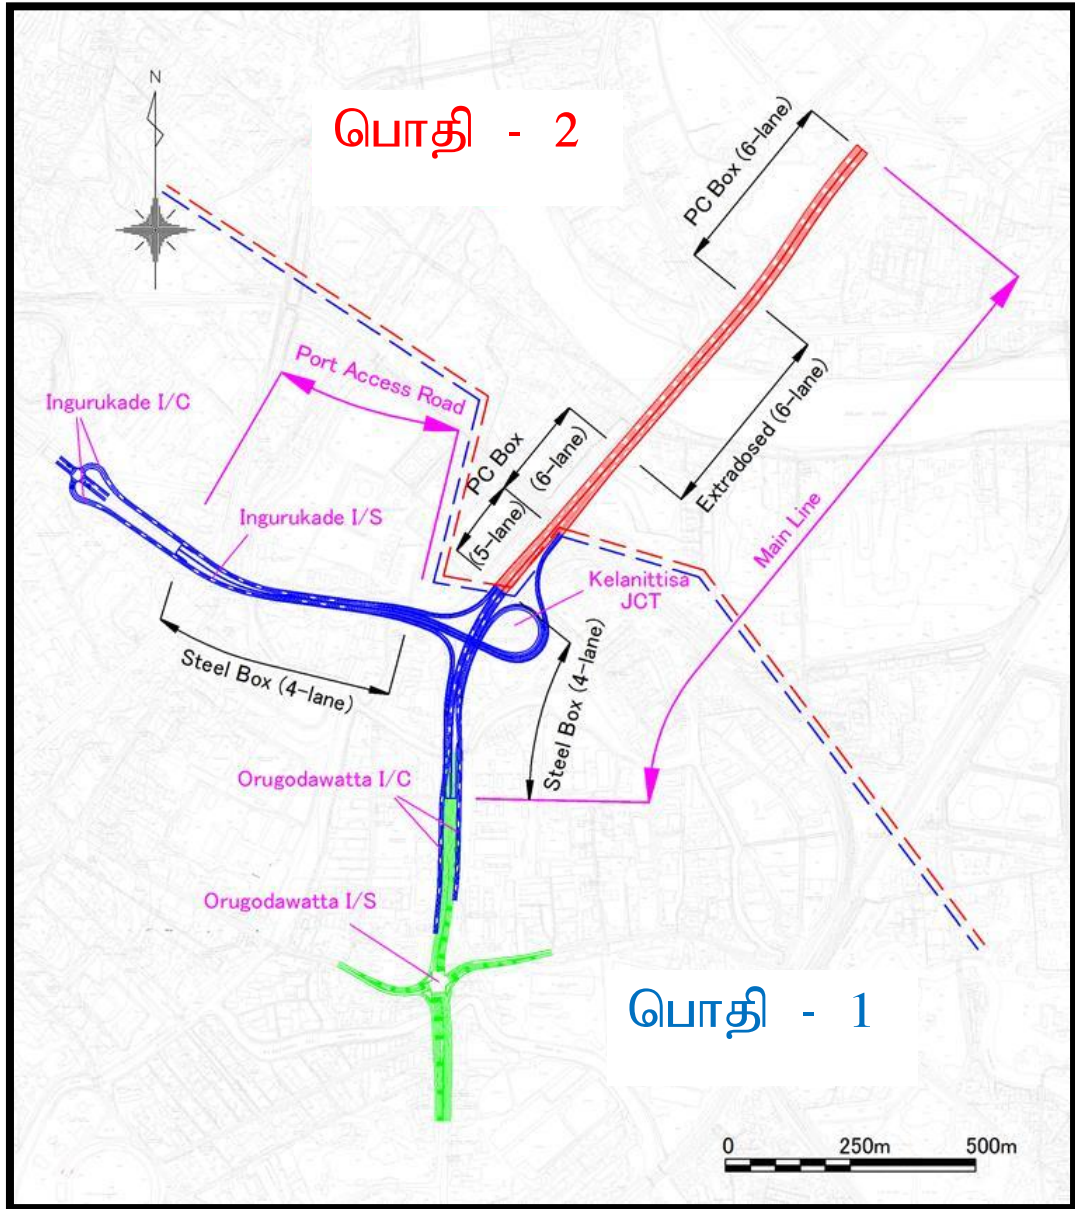 N
பொதி - 2
PC Box (6-lane)
Port Access Road
Ingurukade I/C
PC Box
(6-lane)
(5-lane)
Extradosed (6-lane)
Main Line
Ingurukade I/S
Kelanittisa
JCT
Steel Box (4-lane)
Steel Box (4-lane)
Orugodawatta I/C
Orugodawatta I/S
பொதி - 1
0 250m 500m